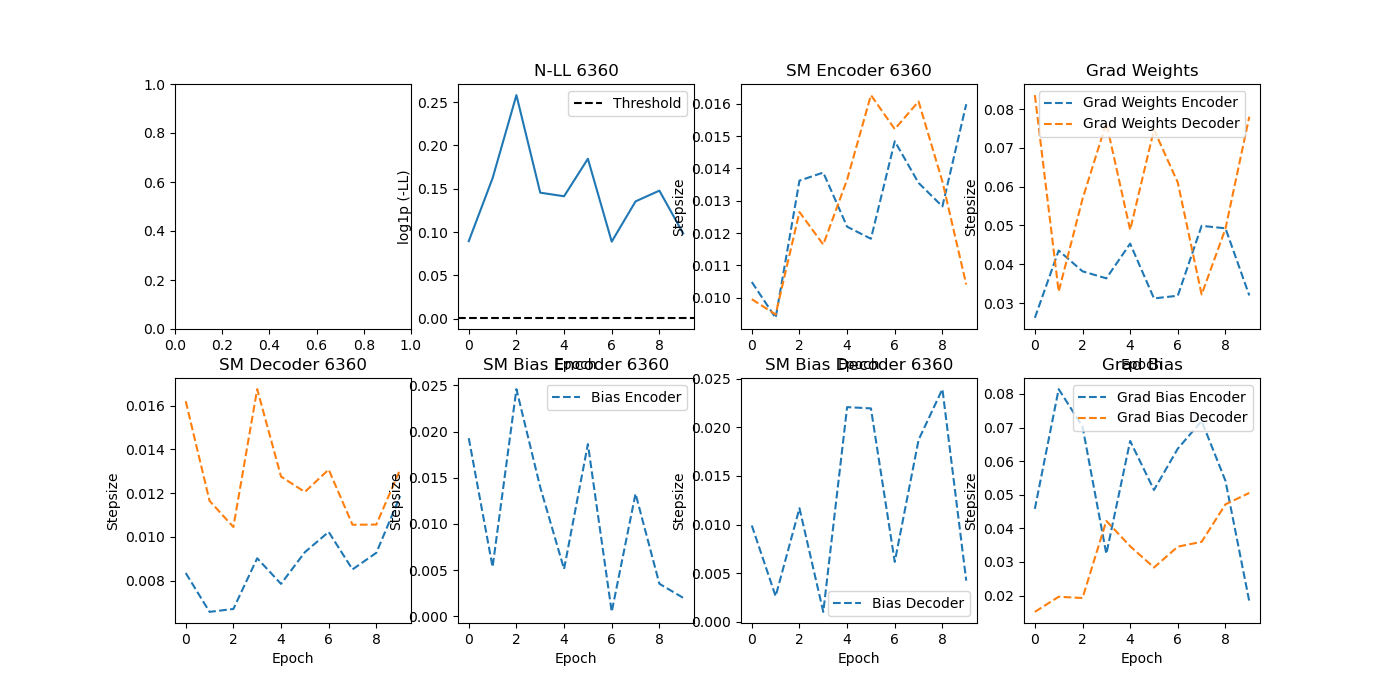 1.0
0.8
0.6
0.4
0.2
0.0
0.0 0.2 0.4 0.6 0.8 1.0
N-LL 6360
Threshold
log1p (-LL)
0.25
0.20
0.15
0.10
0.05
0.00
0 2 4 6 8
Epoch
SM Encoder 6360
Stepsize
0.016
0.015
0.014
0.013
0.012
0.011
0.010
0 2 4 6 8
Epoch
Grad Weights
Grad Weights Encoder
Grad Weights Decoder
Stepsize
0.08
0.07
0.06
0.05
0.04
0.03
0 2 4 6 8
Epoch
SM Decoder 6360
Stepsize
0.016
0.014
0.012
0.010
0.008
0 2 4 6 8
Epoch
SM Bias Encoder 6360
Bias Encoder
Stepsize
0.025
0.020
0.015
0.010
0.005
0.000
0 2 4 6 8
Epoch
SM Bias Decoder 6360
Bias Decoder
Stepsize
0.025
0.020
0.015
0.010
0.005
0.000
0 2 4 6 8
Epoch
Grad Bias
Grad Bias Encoder
Grad Bias Decoder
Stepsize
0.08
0.07
0.06
0.05
0.04
0.03
0.02
0 2 4 6 8
Epoch